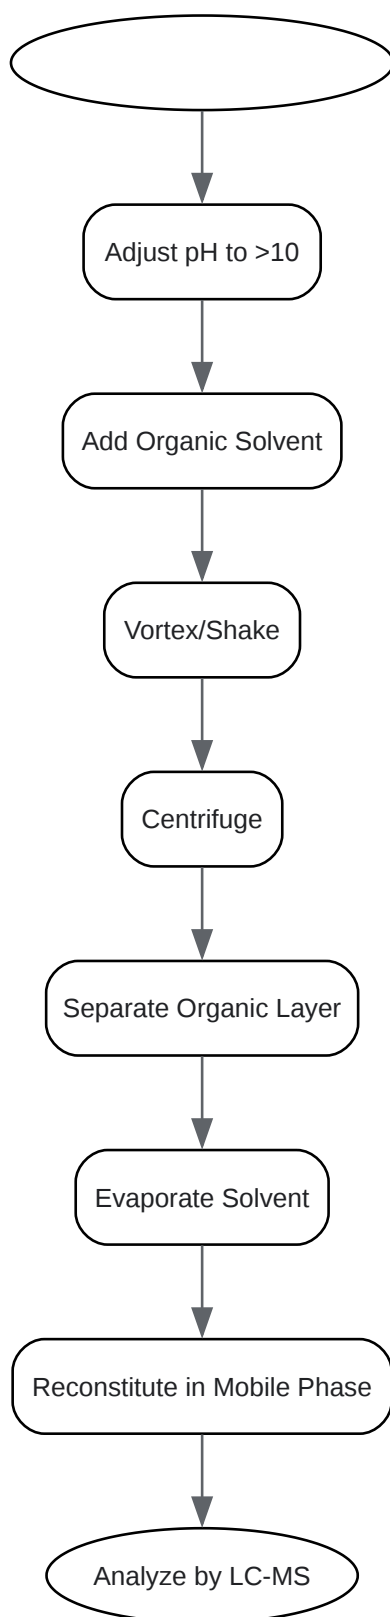 Adjust pH to >10
Add Organic Solvent
Vortex/Shake
Centrifuge
Separate Organic Layer
Evaporate Solvent
Reconstitute in Mobile Phase
Analyze by LC-MS